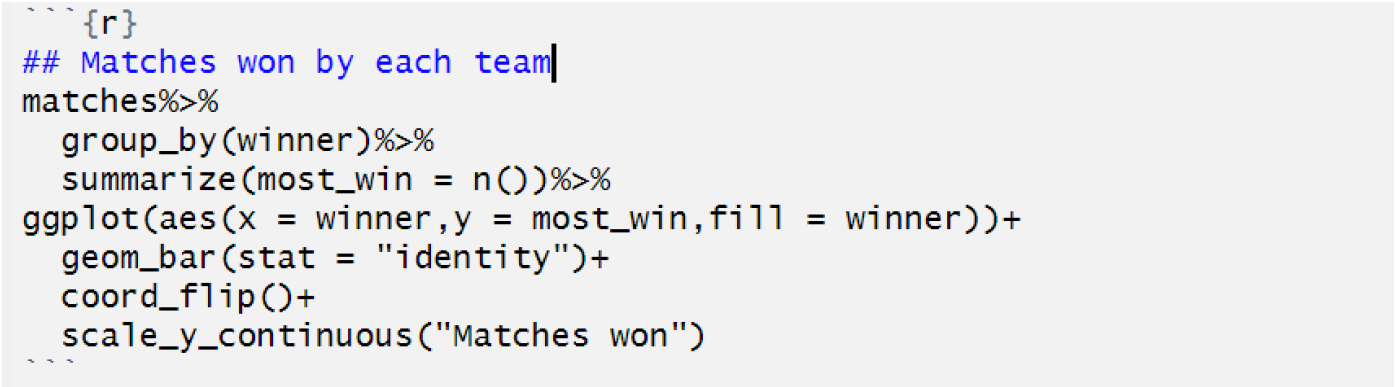 ```{r}
## Matches won by each team
matches%>%
  group_by(winner)%>%
  summarize(most_win = n())%>%
ggplot(aes(x = winner,y = most_win,fill = winner))+
  geom_bar(stat = "identity")+
  coord_flip()+
  scale_y_continuous("Matches won")
```